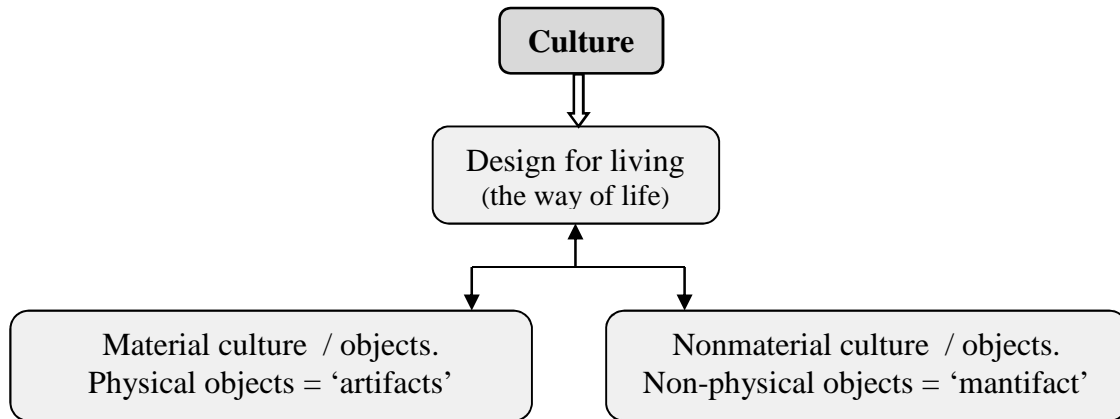 Culture
Design for living
(the way of life)
Material culture / objects.
Physical objects = ‘artifacts’
Nonmaterial culture / objects.
Non-physical objects = ‘mantifact’